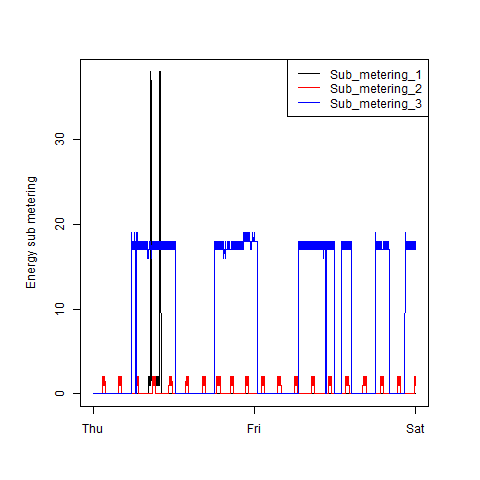 Sub_metering_1
Sub_metering_2
Sub_metering_3
Energy sub metering
30
20
10
0
Thu Fri Sat